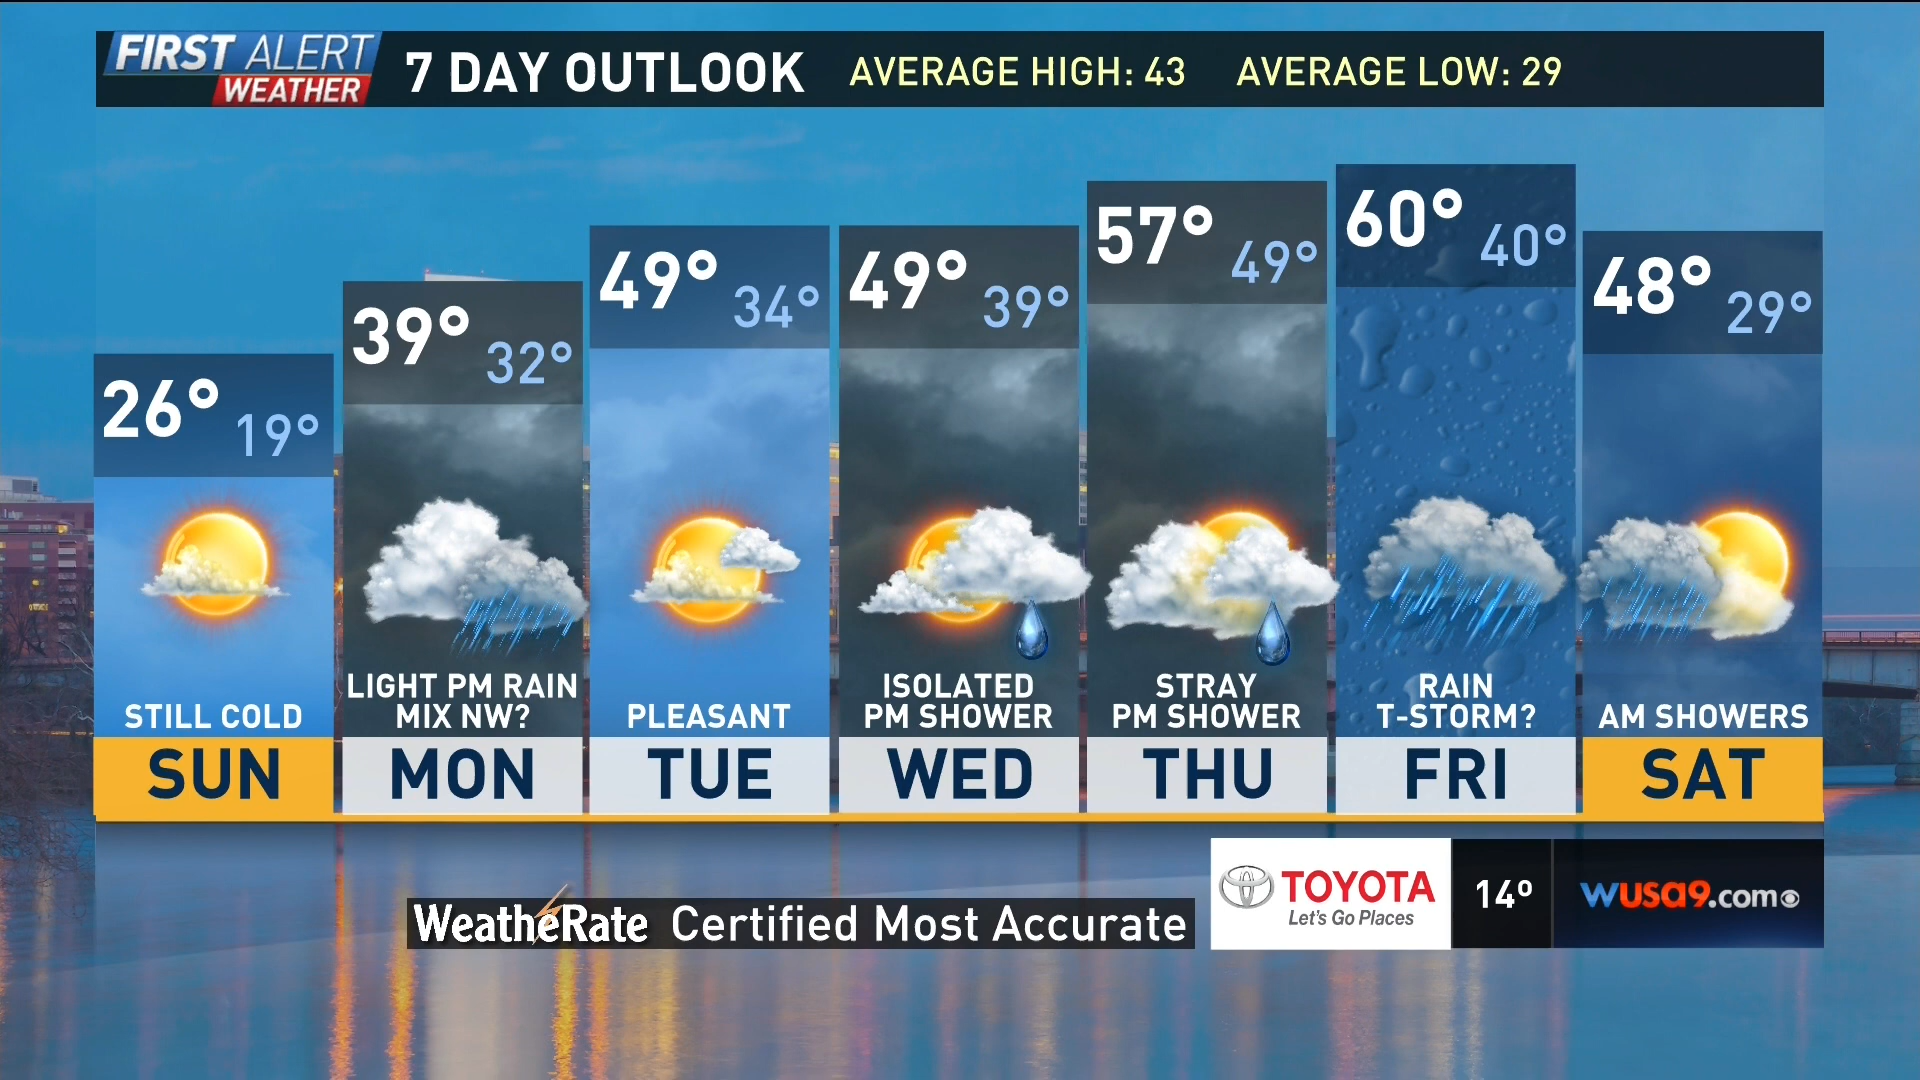 FIRST ALERT
WEATHER
7 DAY OUTLOOK AVERAGE HIGH: 43 AVERAGE LOW: 29
26° 19°
STILL COLD
SUN
39° 32°
LIGHT PM RAIN
MIX NW?
MON
49° 34°
PLEASANT
TUE
49° 39°
ISOLATED
PM SHOWER
WED
57° 49°
STRAY
PM SHOWER
THU
60° 40°
RAIN
T-STORM?
FRI
48° 29°
AM SHOWERS
SAT
WeatheRate Certified Most Accurate
TOYOTA
Let's Go Places
14°
wusa9.com